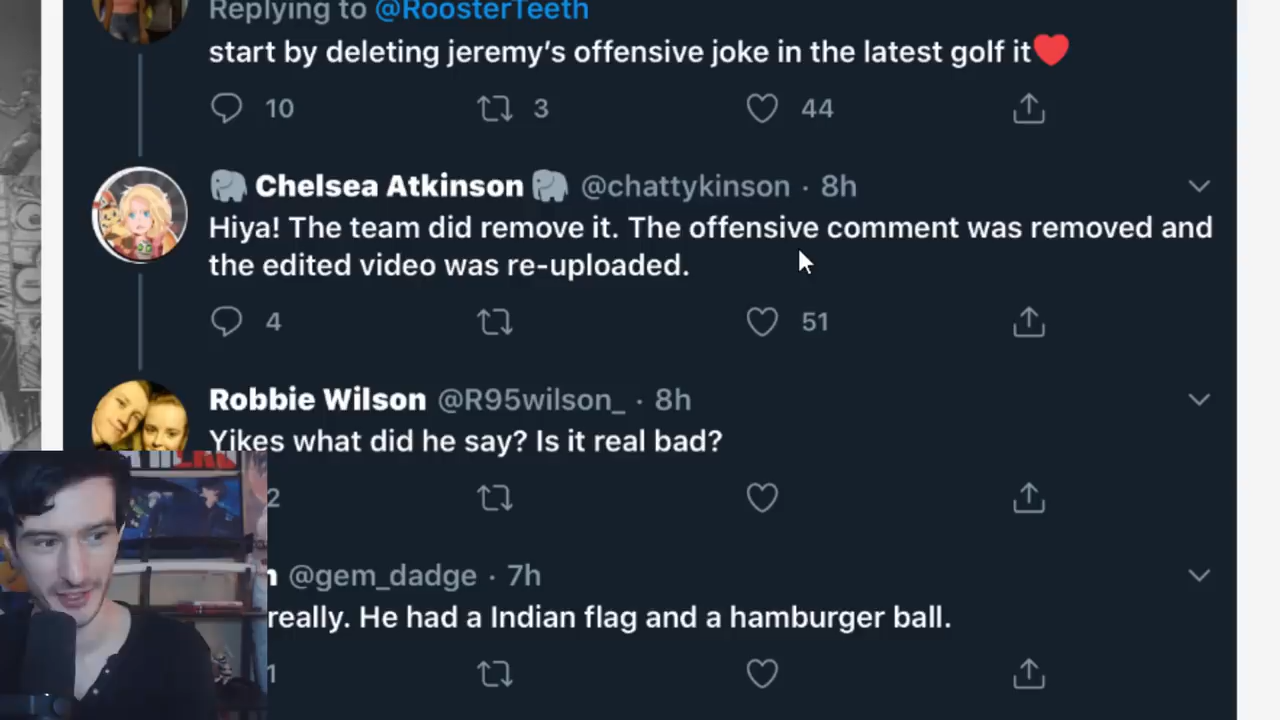 Replying to @RoosterTeeth
start by deleting jeremy's offensive joke in the latest golf it❤️
10 3 44
🐘 Chelsea Atkinson 🐘 @chattykinson · 8h
Hiya! The team did remove it. The offensive comment was removed and
the edited video was re-uploaded.
4 51
Robbie Wilson @R95wilson_ · 8h
Yikes what did he say? Is it real bad?
2
@gem_dadge · 7h
really. He had a Indian flag and a hamburger ball.
1